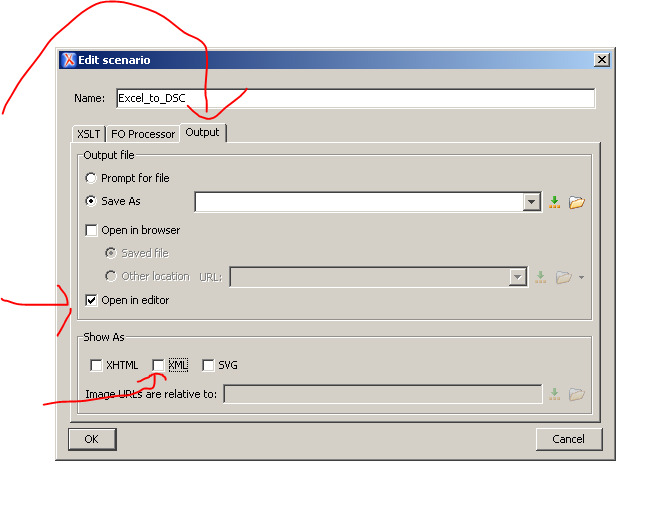 Edit scenario
Name: Excel_to_DSC
XSLT FO Processor Output
Output file
Prompt for file
Save As
Open in browser
Saved file
Other location URL:
Open in editor
Show As
XHTML XML SVG
Image URLs are relative to:
OK Cancel